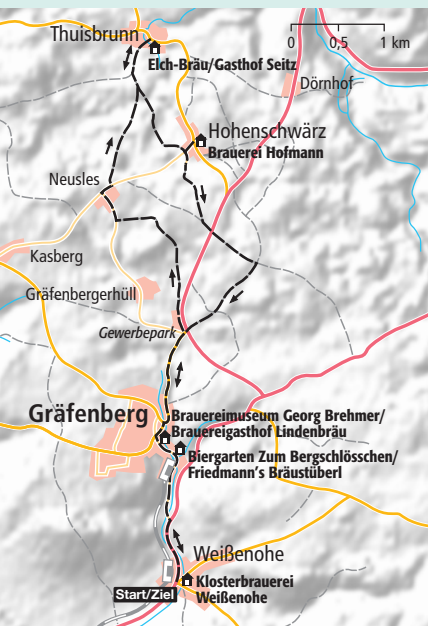 Thuisbrunn
0 0,5 1 km
Elch-Bräu/Gasthof Seitz
Dörnhof
Hohenschwärz
Brauerei Hofmann
Neusles
Kasberg
Gräfenbergerhüll
Gewerbepark
Gräfenberg
Brauereimuseum Georg Brehmer/
Brauereigasthof Lindenbräu
Biergarten Zum Bergschlösschen/
Friedmann's Bräustüberl
Weißenohe
Klosterbrauerei
Weißenohe
Start/Ziel